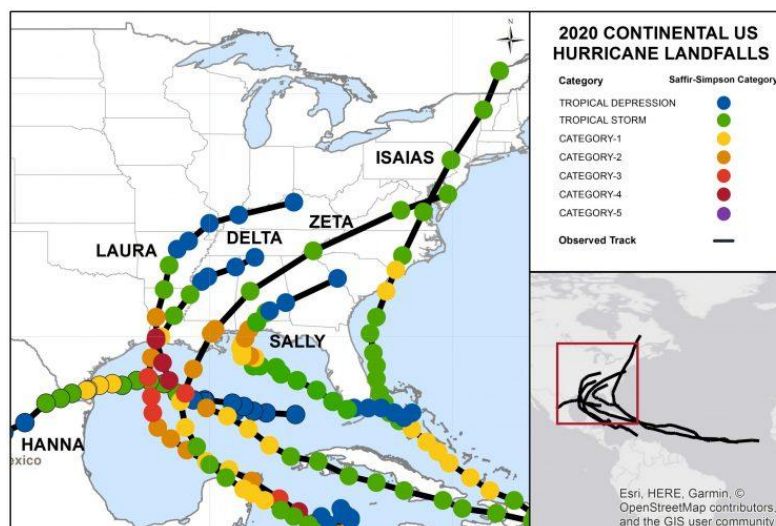 N
2020 CONTINENTAL US
HURRICANE LANDFALLS
Category Saffir-Simpson Category
TROPICAL DEPRESSION
TROPICAL STORM
CATEGORY-1
CATEGORY-2
CATEGORY-3
CATEGORY-4
CATEGORY-5
Observed Track
ISAIAS
ZETA
LAURA
DELTA
SALLY
HANNA
exico
Esri, HERE, Garmin, ©
OpenStreetMap contributors,
and the GIS user community